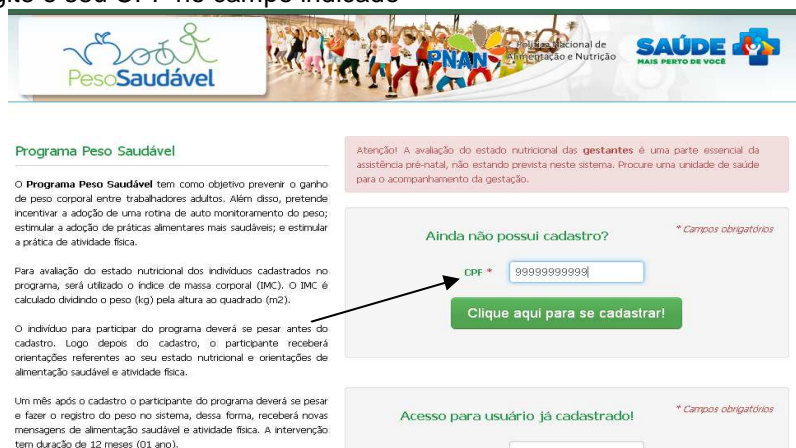 gite o seu CPF no campo indicado
PesoSaudável
PNAN
Política Nacional de
Alimentação e Nutrição
SAÚDE
MAIS PERTO DE VOCÊ
Programa Peso Saudável
O Programa Peso Saudável tem como objetivo prevenir o ganho
de peso corporal entre trabalhadores adultos. Além disso, pretende
incentivar a adoção de uma rotina de auto monitoramento do peso;
estimular a adoção de práticas alimentares mais saudáveis; e estimular
a prática de atividade física.
Para avaliação do estado nutricional dos indivíduos cadastrados no
programa, será utilizado o índice de massa corporal (IMC). O IMC é
calculado dividindo o peso (kg) pela altura ao quadrado (m2).
O indivíduo para participar do programa deverá se pesar antes do
cadastro. Logo depois do cadastro, o participante receberá
orientações referentes ao seu estado nutricional e orientações de
alimentação saudável e atividade física.
Um mês após o cadastro o participante do programa deverá se pesar
e fazer o registro do peso no sistema, dessa forma, receberá novas
mensagens de alimentação saudável e atividade física. A intervenção
tem duração de 12 meses (01 ano).
Atenção! A avaliação do estado nutricional das gestantes é uma parte essencial da
assistência pré-natal, não estando prevista neste sistema. Procure uma unidade de saúde
para o acompanhamento da gestação.
Ainda não possui cadastro?
* Campos obrigatórios
CPF * 99999999999
Clique aqui para se cadastrar!
Acesso para usuário já cadastrado!
* Campos obrigatórios